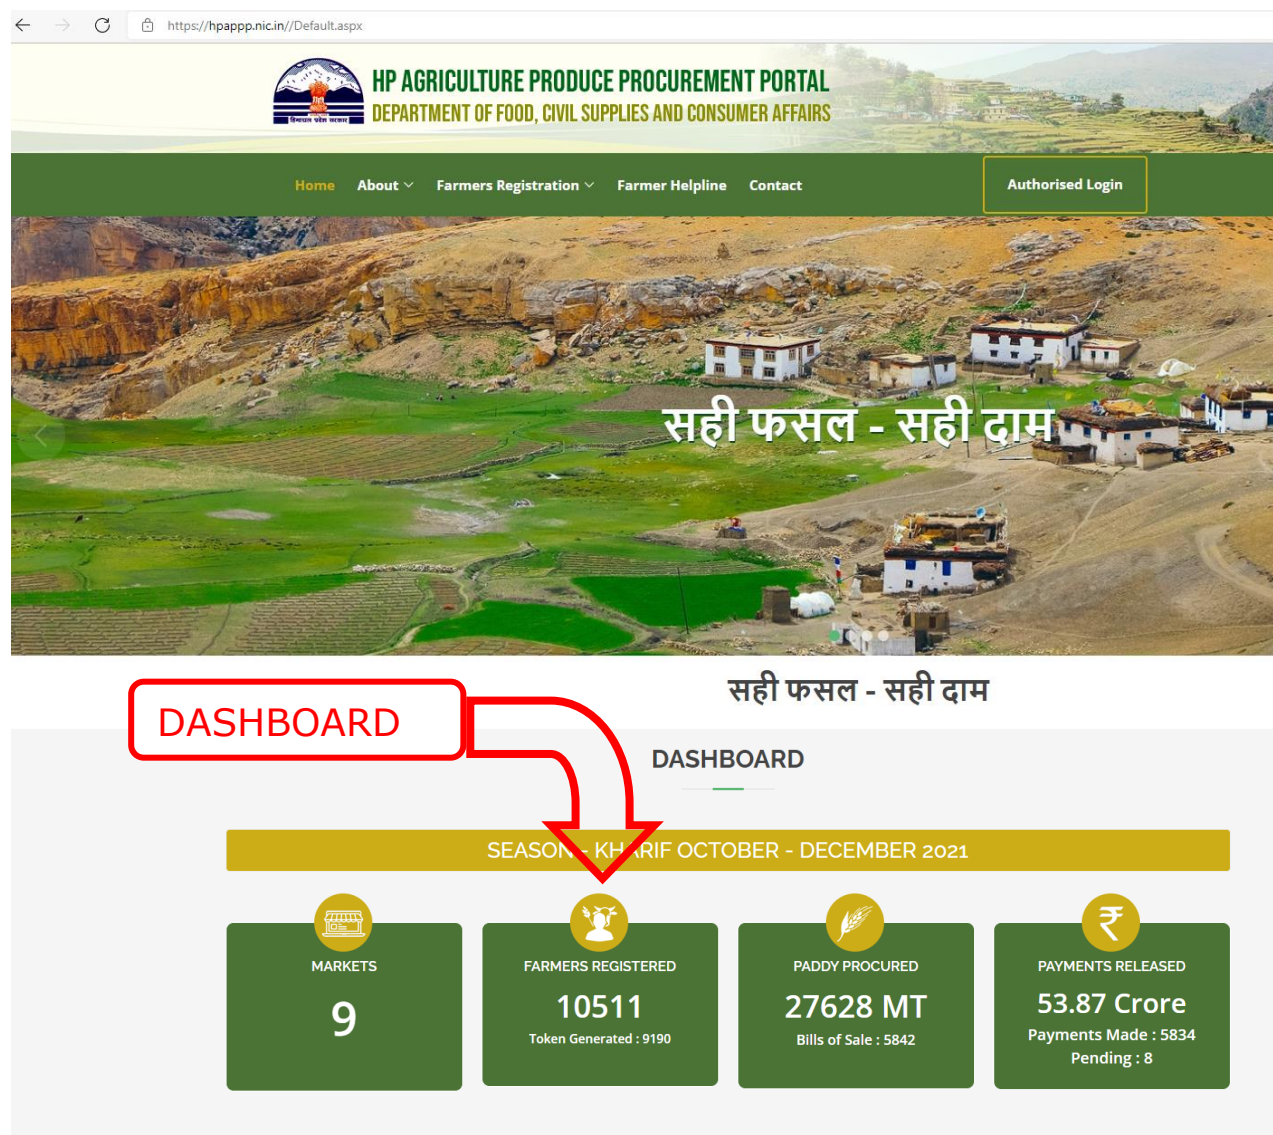 https://hpappp.nic.in//Default.aspx
HP AGRICULTURE PRODUCE PROCUREMENT PORTAL
DEPARTMENT OF FOOD, CIVIL SUPPLIES AND CONSUMER AFFAIRS
हिमाचल प्रदेश सरकार
Home About Farmers Registration Farmer Helpline Contact Authorised Login
सही फसल - सही दाम
सही फसल - सही दाम
DASHBOARD
DASHBOARD
SEASON - KHARIF OCTOBER - DECEMBER 2021
MARKETS
9
FARMERS REGISTERED
10511
Token Generated : 9190
PADDY PROCURED
27628 MT
Bills of Sale : 5842
PAYMENTS RELEASED
53.87 Crore
Payments Made : 5834
Pending : 8